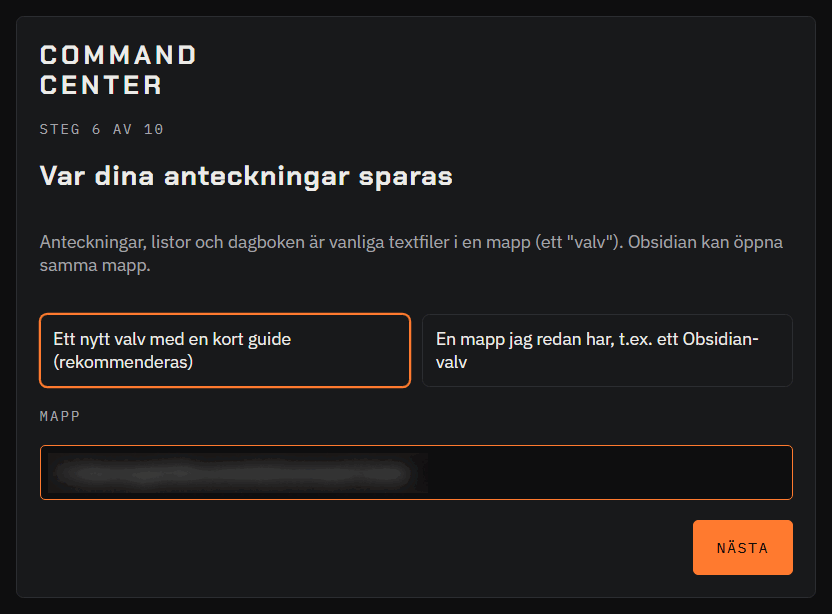 COMMAND
CENTER
STEG 6 AV 10
Var dina anteckningar sparas
Anteckningar, listor och dagboken är vanliga textfiler i en mapp (ett "valv"). Obsidian kan öppna
samma mapp.
Ett nytt valv med en kort guide
(rekommenderas)
En mapp jag redan har, t.ex. ett Obsidian-
valv
MAPP
NÄSTA